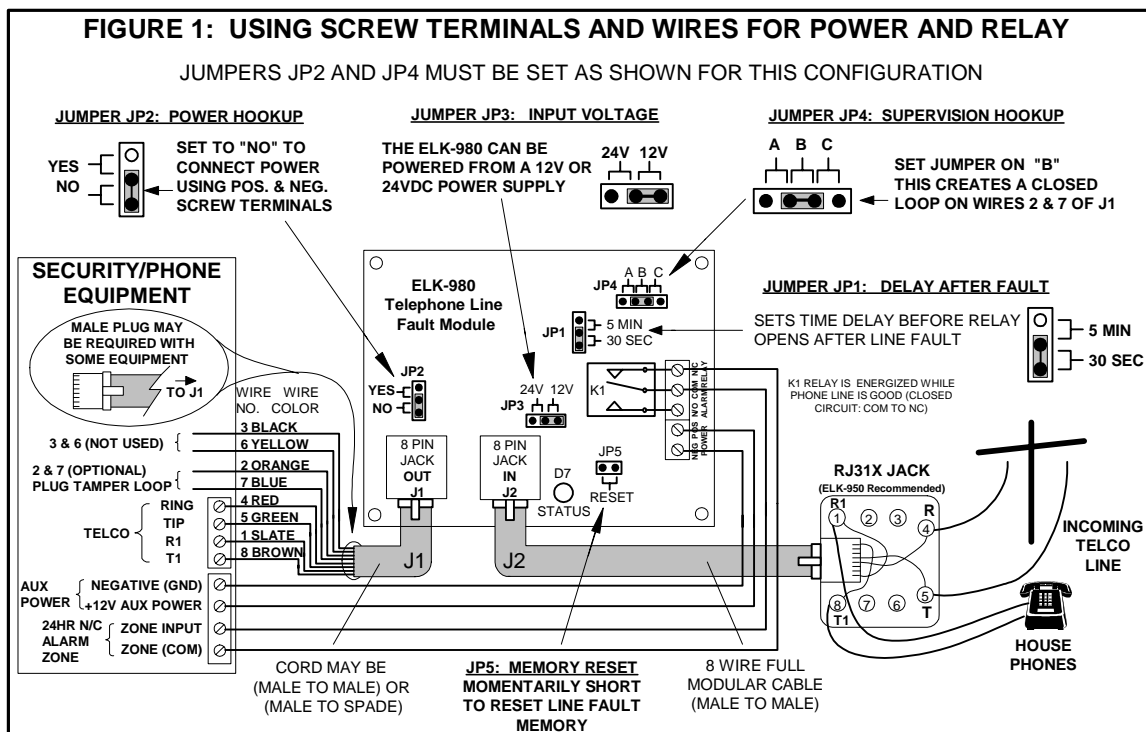 FIGURE 1: USING SCREW TERMINALS AND WIRES FOR POWER AND RELAY
JUMPERS JP2 AND JP4 MUST BE SET AS SHOWN FOR THIS CONFIGURATION
JUMPER JP2: POWER HOOKUP
YES
NO
SET TO "NO" TO
CONNECT POWER
USING POS. & NEG.
SCREW TERMINALS
JUMPER JP3: INPUT VOLTAGE
THE ELK-980 CAN BE
POWERED FROM A 12V OR
24VDC POWER SUPPLY
24V 12V
JUMPER JP4: SUPERVISION HOOKUP
A B C
SET JUMPER ON "B"
THIS CREATES A CLOSED
LOOP ON WIRES 2 & 7 OF J1
SECURITY/PHONE
EQUIPMENT
MALE PLUG MAY
BE REQUIRED WITH
SOME EQUIPMENT
TO J1
WIRE WIRE
NO. COLOR
3 BLACK
6 YELLOW
2 ORANGE
7 BLUE
4 RED
5 GREEN
1 SLATE
8 BROWN
3 & 6 (NOT USED)
2 & 7 (OPTIONAL)
PLUG TAMPER LOOP
TELCO
RING
TIP
R1
T1
AUX
POWER
NEGATIVE (GND)
+12V AUX POWER
24HR N/C
ALARM
ZONE
ZONE INPUT
ZONE (COM)
ELK-980
Telephone Line
Fault Module
JP2
YES
NO
24V 12V
JP3
A B C
JP4
JP1
5 MIN
30 SEC
K1
NEG POS N/O COM N/C
POWER ALARM RELAY
8 PIN
JACK
OUT
J1
8 PIN
JACK
IN
J2
D7
STATUS
JP5
RESET
J1
J2
JUMPER JP1: DELAY AFTER FAULT
SETS TIME DELAY BEFORE RELAY
OPENS AFTER LINE FAULT
5 MIN
30 SEC
K1 RELAY IS ENERGIZED WHILE
PHONE LINE IS GOOD (CLOSED
CIRCUIT: COM TO NC)
RJ31X JACK
(ELK-950 Recommended)
R1
R
1
2
3
4
8
7
6
5
T1
T
INCOMING
TELCO
LINE
HOUSE
PHONES
CORD MAY BE
(MALE TO MALE) OR
(MALE TO SPADE)
JP5: MEMORY RESET
MOMENTARILY SHORT
TO RESET LINE FAULT
MEMORY
8 WIRE FULL
MODULAR CABLE
(MALE TO MALE)